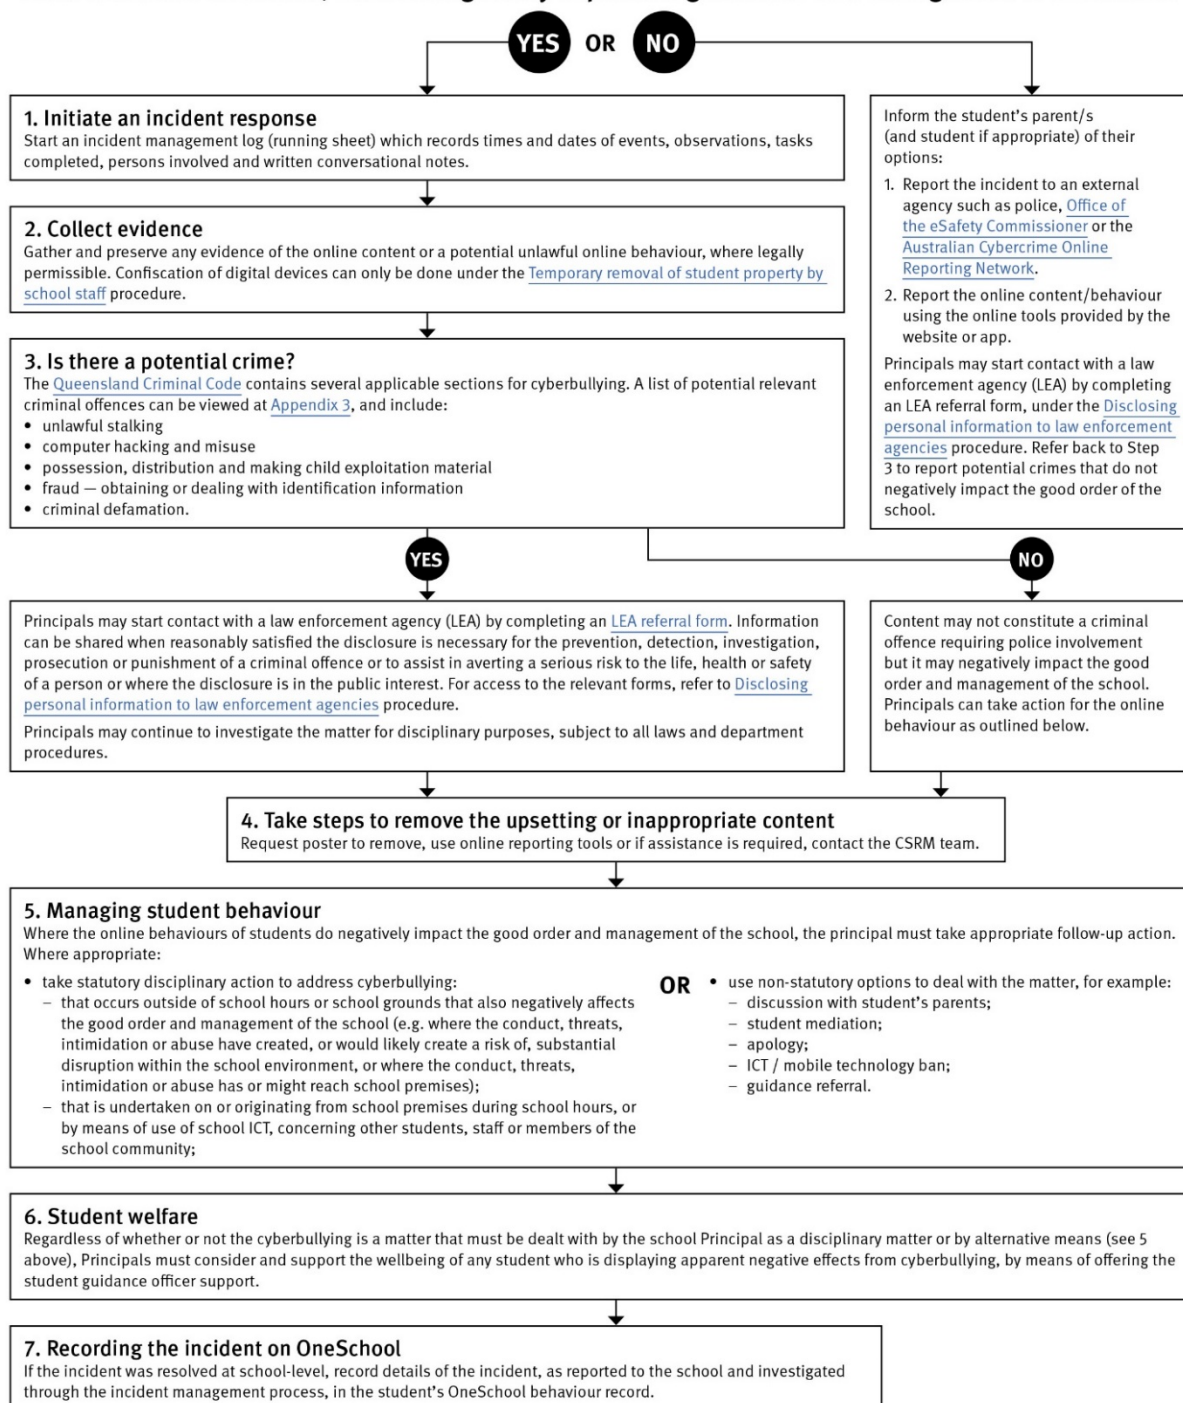 YES OR NO
1. Initiate an incident response
Start an incident management log (running sheet) which records times and dates of events, observations, tasks
completed, persons involved and written conversational notes.
2. Collect evidence
Gather and preserve any evidence of the online content or a potential unlawful online behaviour, where legally
permissible. Confiscation of digital devices can only be done under the Temporary removal of student property by
school staff procedure.
3. Is there a potential crime?
The Queensland Criminal Code contains several applicable sections for cyberbullying. A list of potential relevant
criminal offences can be viewed at Appendix 3, and include:
• unlawful stalking
• computer hacking and misuse
• possession, distribution and making child exploitation material
• fraud — obtaining or dealing with identification information
• criminal defamation.
Inform the student's parent/s
(and student if appropriate) of their
options:
1. Report the incident to an external
agency such as police, Office of
the eSafety Commissioner or the
Australian Cybercrime Online
Reporting Network.
2. Report the online content/behaviour
using the online tools provided by the
website or app.
Principals may start contact with a law
enforcement agency (LEA) by completing
an LEA referral form, under the Disclosing
personal information to law enforcement
agencies procedure. Refer back to Step
3 to report potential crimes that do not
negatively impact the good order of the
school.
YES
NO
Principals may start contact with a law enforcement agency (LEA) by completing an LEA referral form. Information
can be shared when reasonably satisfied the disclosure is necessary for the prevention, detection, investigation,
prosecution or punishment of a criminal offence or to assist in averting a serious risk to the life, health or safety
of a person or where the disclosure is in the public interest. For access to the relevant forms, refer to Disclosing
personal information to law enforcement agencies procedure.
Principals may continue to investigate the matter for disciplinary purposes, subject to all laws and department
procedures.
Content may not constitute a criminal
offence requiring police involvement
but it may negatively impact the good
order and management of the school.
Principals can take action for the online
behaviour as outlined below.
4. Take steps to remove the upsetting or inappropriate content
Request poster to remove, use online reporting tools or if assistance is required, contact the CSRM team.
5. Managing student behaviour
Where the online behaviours of students do negatively impact the good order and management of the school, the principal must take appropriate follow-up action.
Where appropriate:
• take statutory disciplinary action to address cyberbullying:
– that occurs outside of school hours or school grounds that also negatively affects
the good order and management of the school (e.g. where the conduct, threats,
intimidation or abuse have created, or would likely create a risk of, substantial
disruption within the school environment, or where the conduct, threats,
intimidation or abuse has or might reach school premises);
– that is undertaken on or originating from school premises during school hours, or
by means of use of school ICT, concerning other students, staff or members of the
school community;
OR
• use non-statutory options to deal with the matter, for example:
– discussion with student's parents;
– student mediation;
– apology;
– ICT / mobile technology ban;
– guidance referral.
6. Student welfare
Regardless of whether or not the cyberbullying is a matter that must be dealt with by the school Principal as a disciplinary matter or by alternative means (see 5
above), Principals must consider and support the wellbeing of any student who is displaying apparent negative effects from cyberbullying, by means of offering the
student guidance officer support.
7. Recording the incident on OneSchool
If the incident was resolved at school-level, record details of the incident, as reported to the school and investigated
through the incident management process, in the student's OneSchool behaviour record.